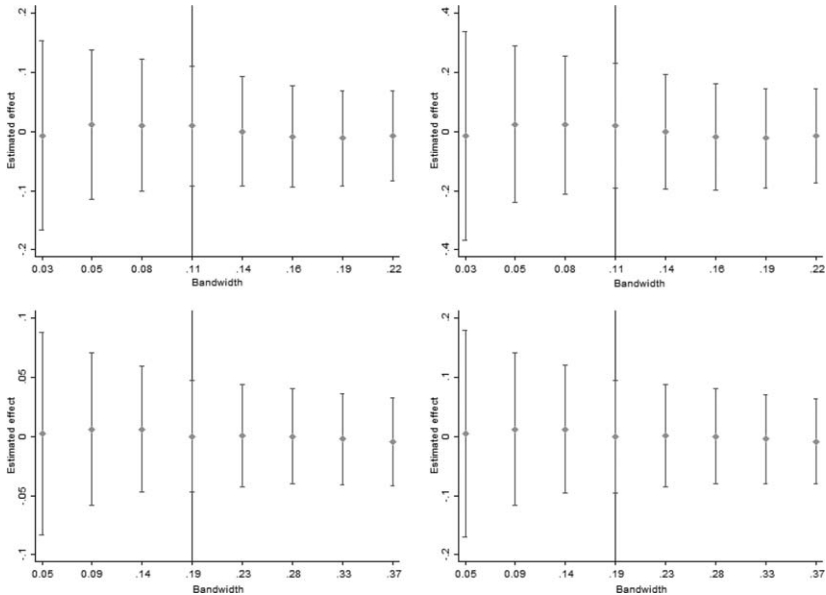 Estimated effect
.2
.1
0
-.1
-.2
0.03 0.05 0.08 .11 .14 .16 .19 .22
Bandwidth
Estimated effect
.4
.2
0
-.2
-.4
0.03 0.05 0.08 .11 .14 .16 .19 .22
Bandwidth
Estimated effect
.1
.05
0
-.05
-.1
0.05 0.09 .14 .19 .23 .28 .33 .37
Bandwidth
Estimated effect
.2
.1
0
-.1
-.2
0.05 0.09 .14 .19 .23 .28 .33 .37
Bandwidth